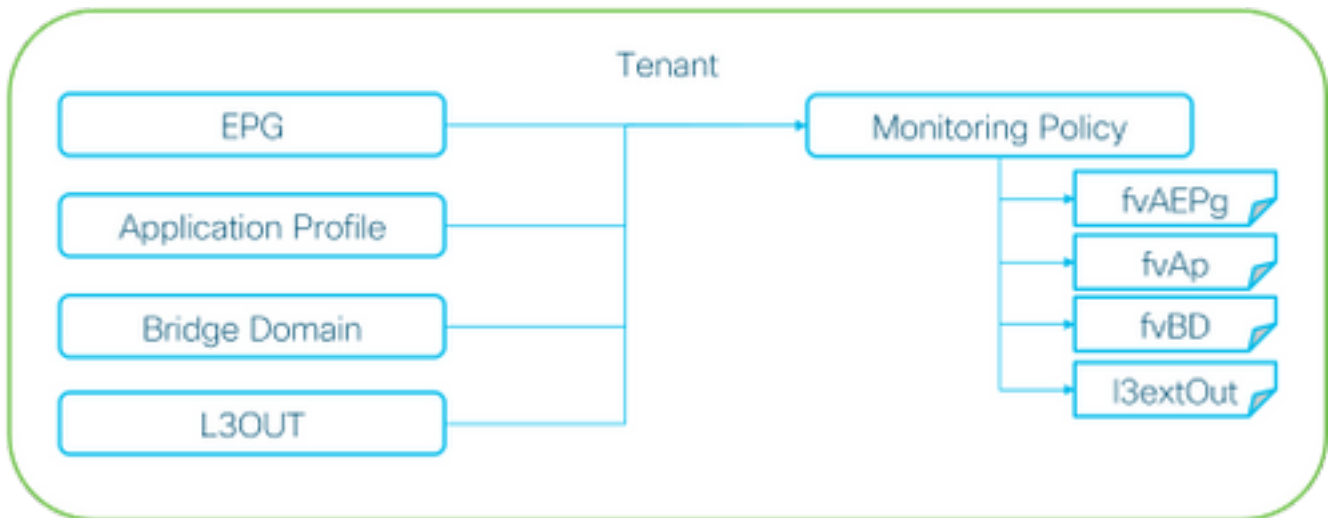 Tenant
EPG
Monitoring Policy
fvAEPg
Application Profile
fvAp
Bridge Domain
fvBD
L3OUT
l3extOut